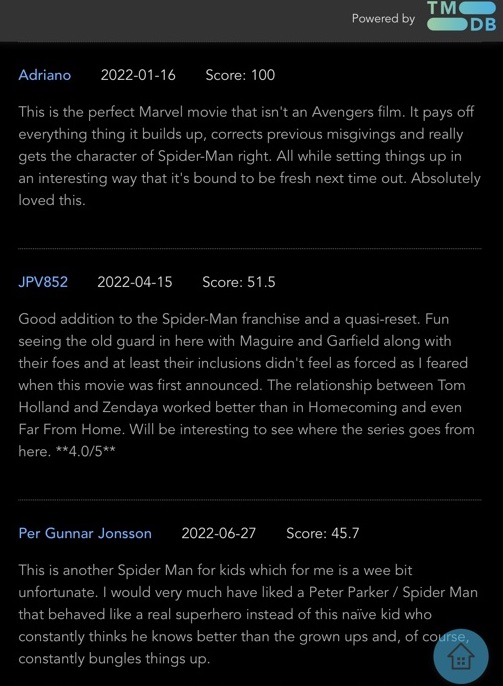 Powered by TM
DB
Adriano 2022-01-16 Score: 100
This is the perfect Marvel movie that isn't an Avengers film. It pays off
everything thing it builds up, corrects previous misgivings and really
gets the character of Spider-Man right. All while setting things up in
an interesting way that it's bound to be fresh next time out. Absolutely
loved this.
JPV852 2022-04-15 Score: 51.5
Good addition to the Spider-Man franchise and a quasi-reset. Fun
seeing the old guard in here with Maguire and Garfield along with
their foes and at least their inclusions didn't feel as forced as I feared
when this movie was first announced. The relationship between Tom
Holland and Zendaya worked better than in Homecoming and even
Far From Home. Will be interesting to see where the series goes from
here. **4.0/5**
Per Gunnar Jonsson 2022-06-27 Score: 45.7
This is another Spider Man for kids which for me is a wee bit
unfortunate. I would very much have liked a Peter Parker / Spider Man
that behaved like a real superhero instead of this naïve kid who
constantly thinks he knows better than the grown ups and, of course,
constantly bungles things up.